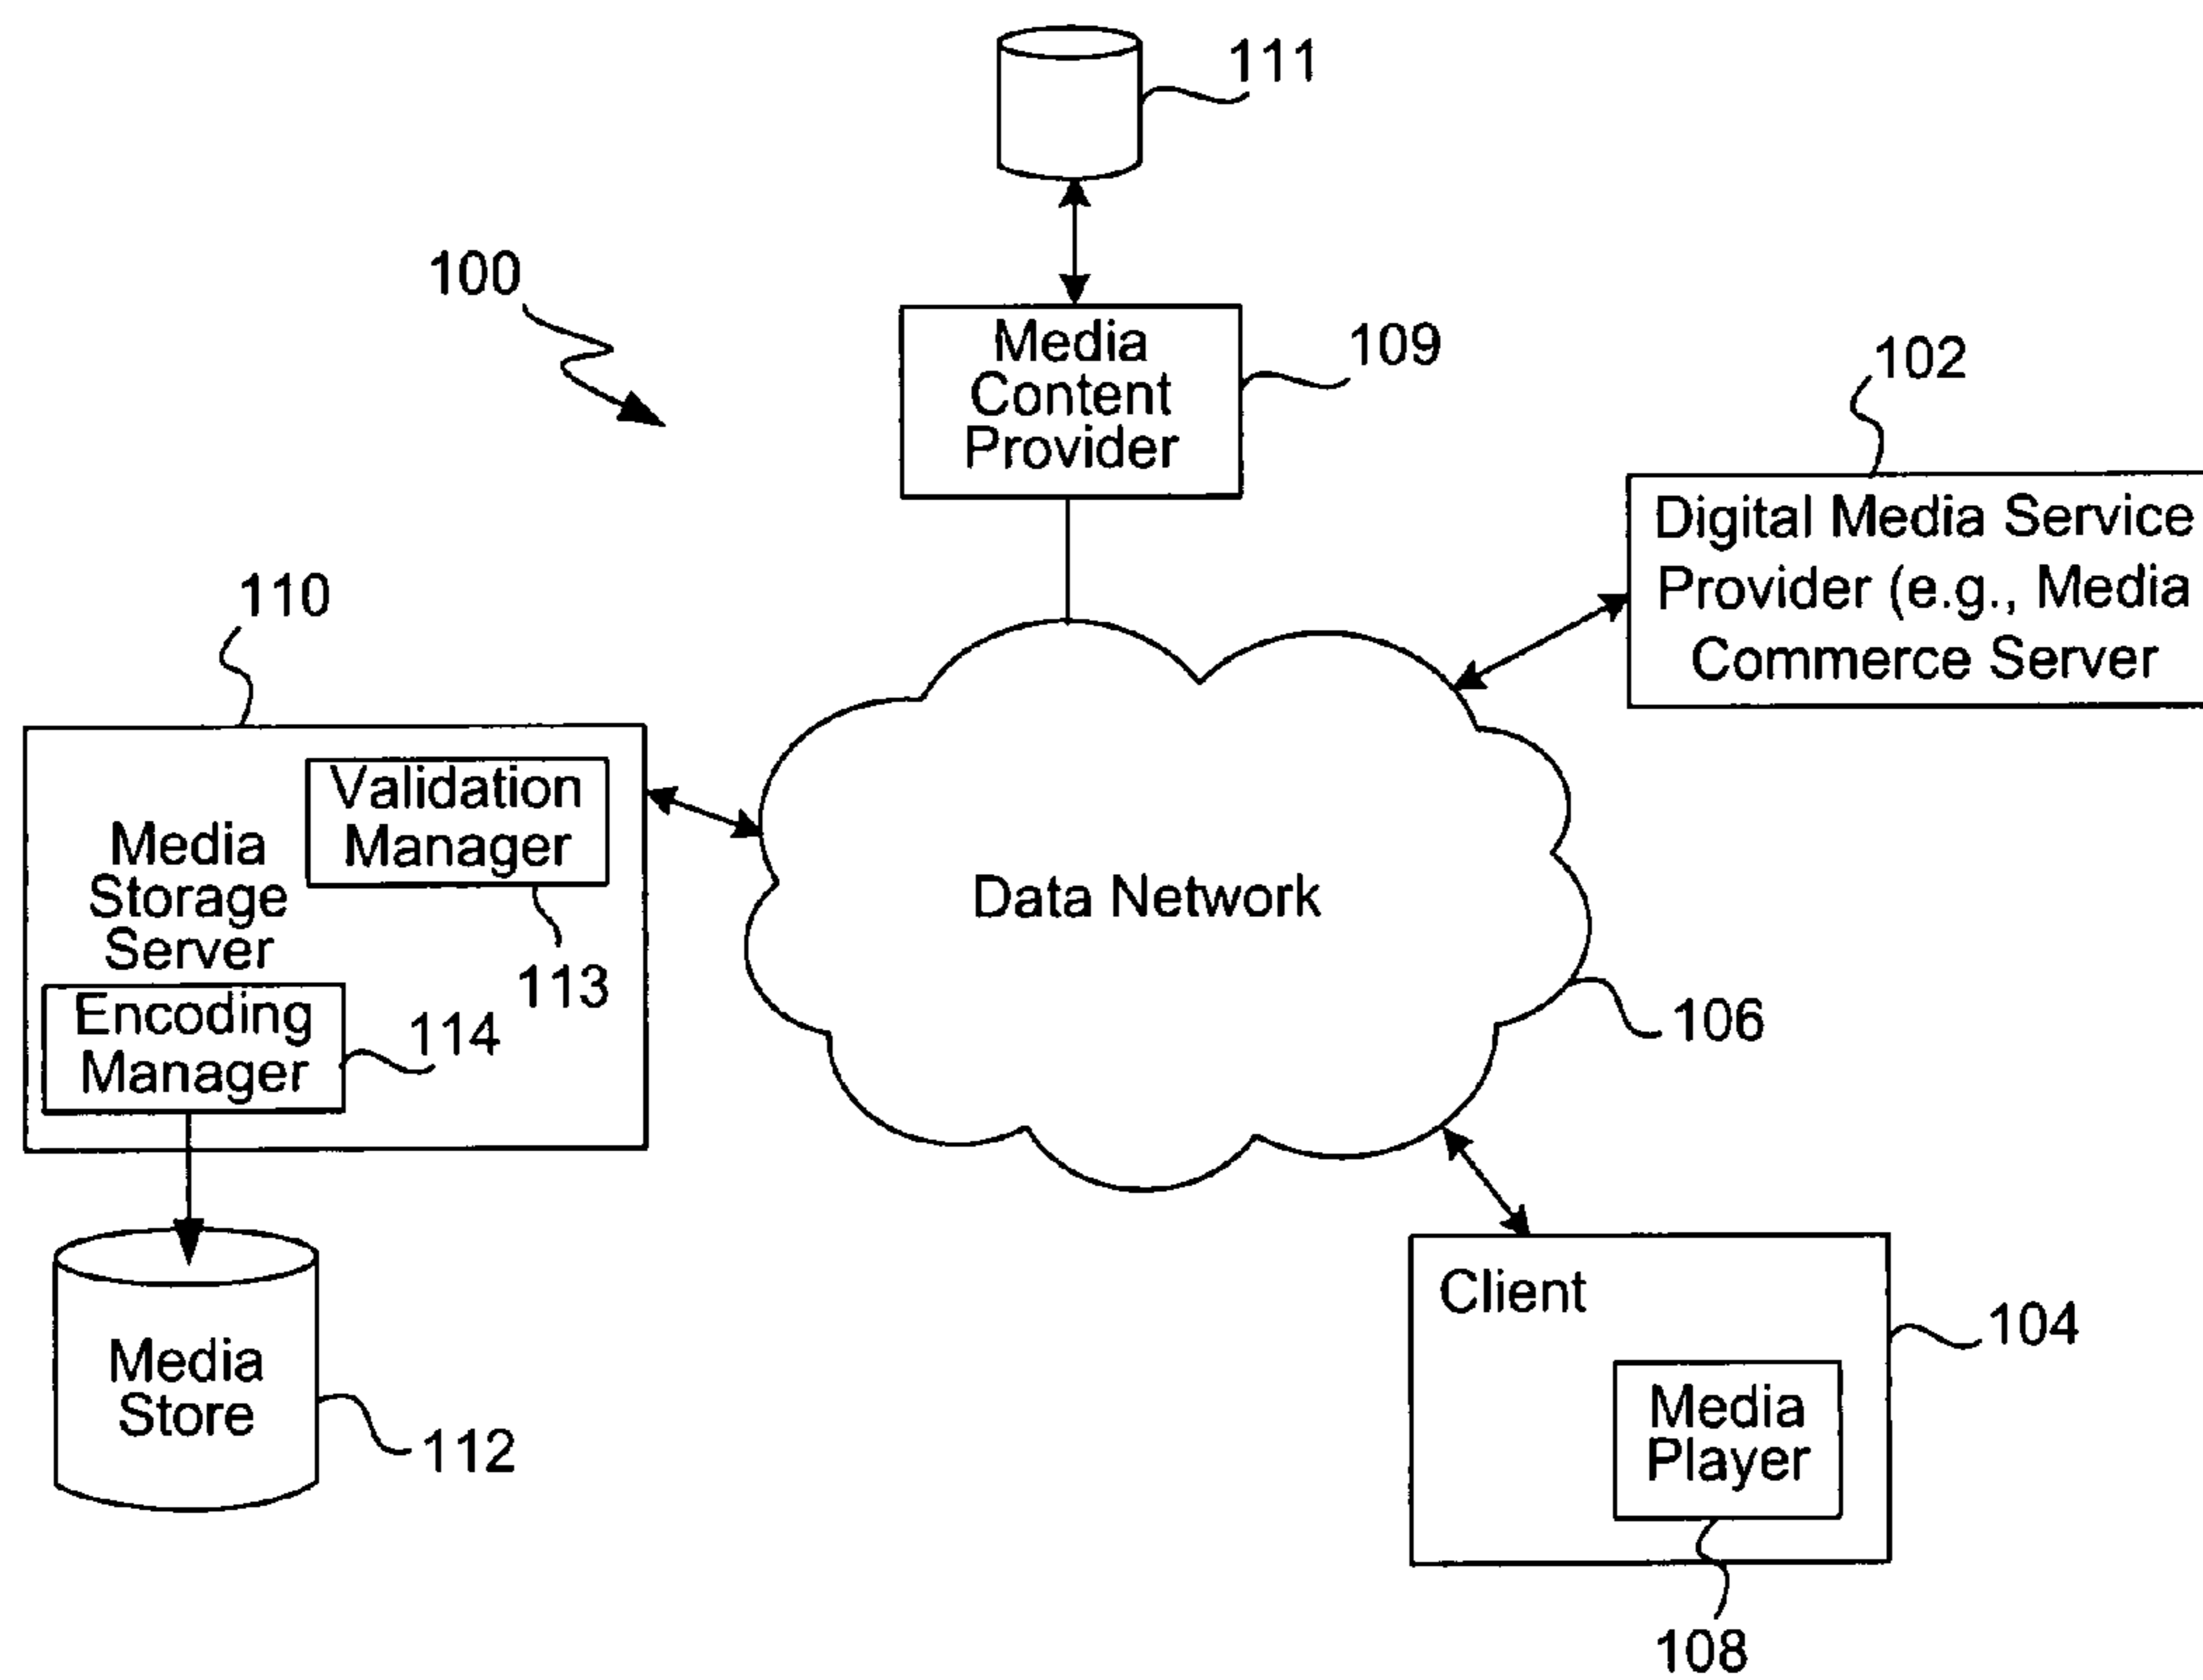 111
100
Media
Content
Provider
109
102
Digital Media Service
Provider (e.g., Media
Commerce Server
110
Validation
Manager
Media
Storage
Server
113
Encoding
Manager
114
Data Network
106
Media
Store
112
Client
104
Media
Player
108